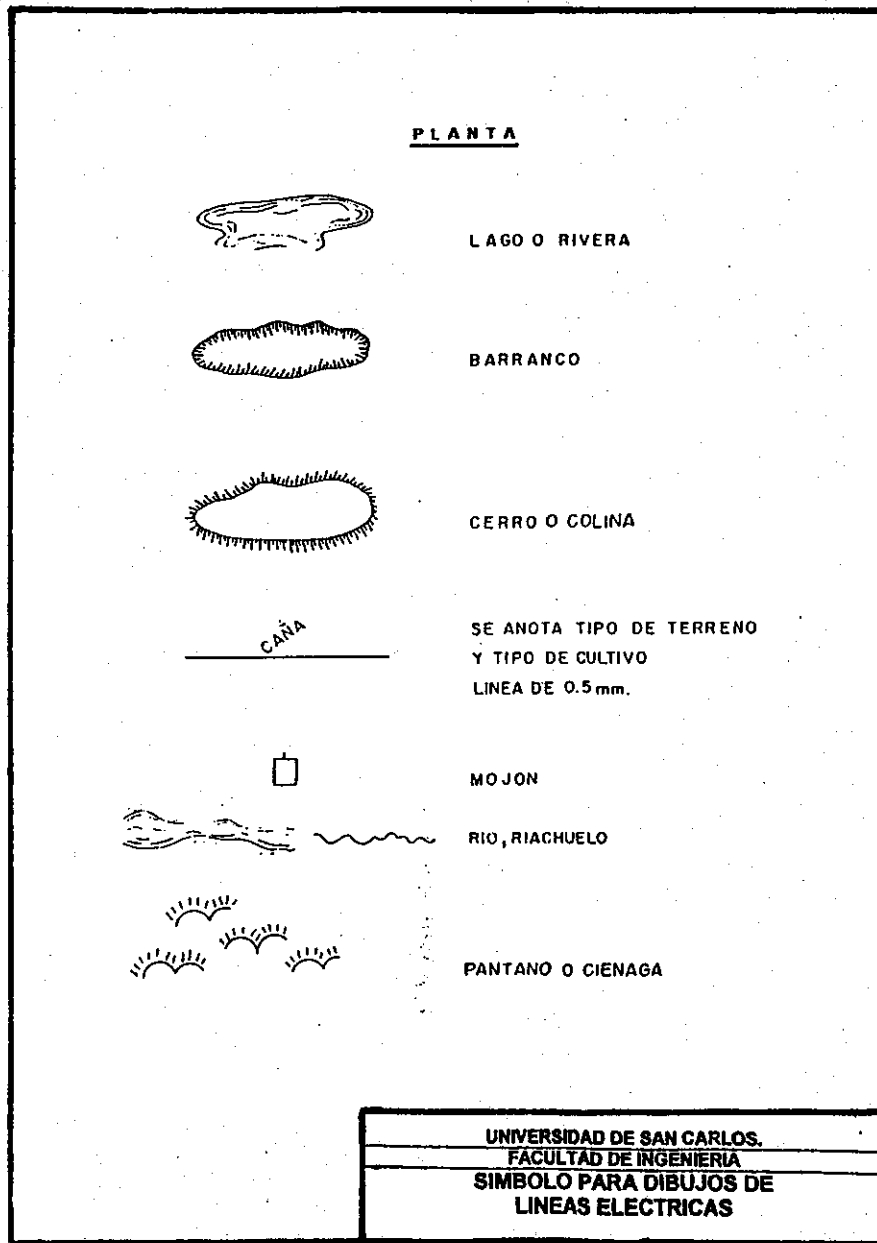 PLANTA
LAGO O RIVERA
BARRANCO
CERRO O COLINA
CAÑA
SE ANOTA TIPO DE TERRENO
Y TIPO DE CULTIVO
LINEA DE 0.5 mm.
MOJON
RIO, RIACHUELO
PANTANO O CIENAGA
UNIVERSIDAD DE SAN CARLOS.
FACULTAD DE INGENIERIA
SIMBOLO PARA DIBUJOS DE
LINEAS ELECTRICAS